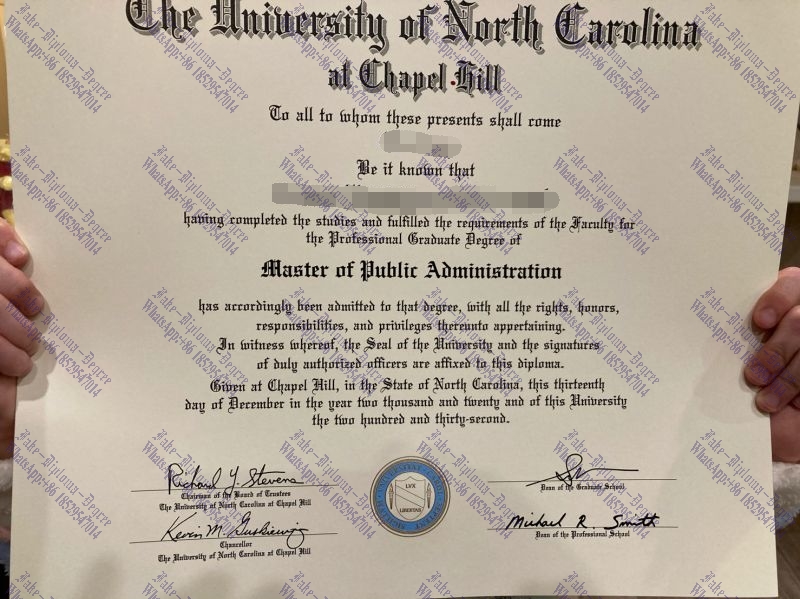 The University of North Carolina
at Chapel Hill
To all to whom these presents shall come
Be it known that
having completed the studies and fulfilled the requirements of the Faculty for
the Professional Graduate Degree of
Master of Public Administration
has accordingly been admitted to that degree, with all the rights, honors,
responsibilities, and privileges thereunto appertaining.
In witness whereof, the Seal of the University and the signatures
of duly authorized officers are affixed to this diploma.
Given at Chapel Hill, in the State of North Carolina, this thirteenth
day of December in the year two thousand and twenty and of this University
the two hundred and thirty-second.
Richard Y. Stevens
Chairman of the Board of Trustees
The University of North Carolina at Chapel Hill
Kevin M. Guskiewicz
Chancellor
The University of North Carolina at Chapel Hill
LVX
LIBERTAS
Dean of the Graduate School
Michael R. Smith
Dean of the Professional School
Fake-Diploma-Degree
WhatsApp:+86 18529547014